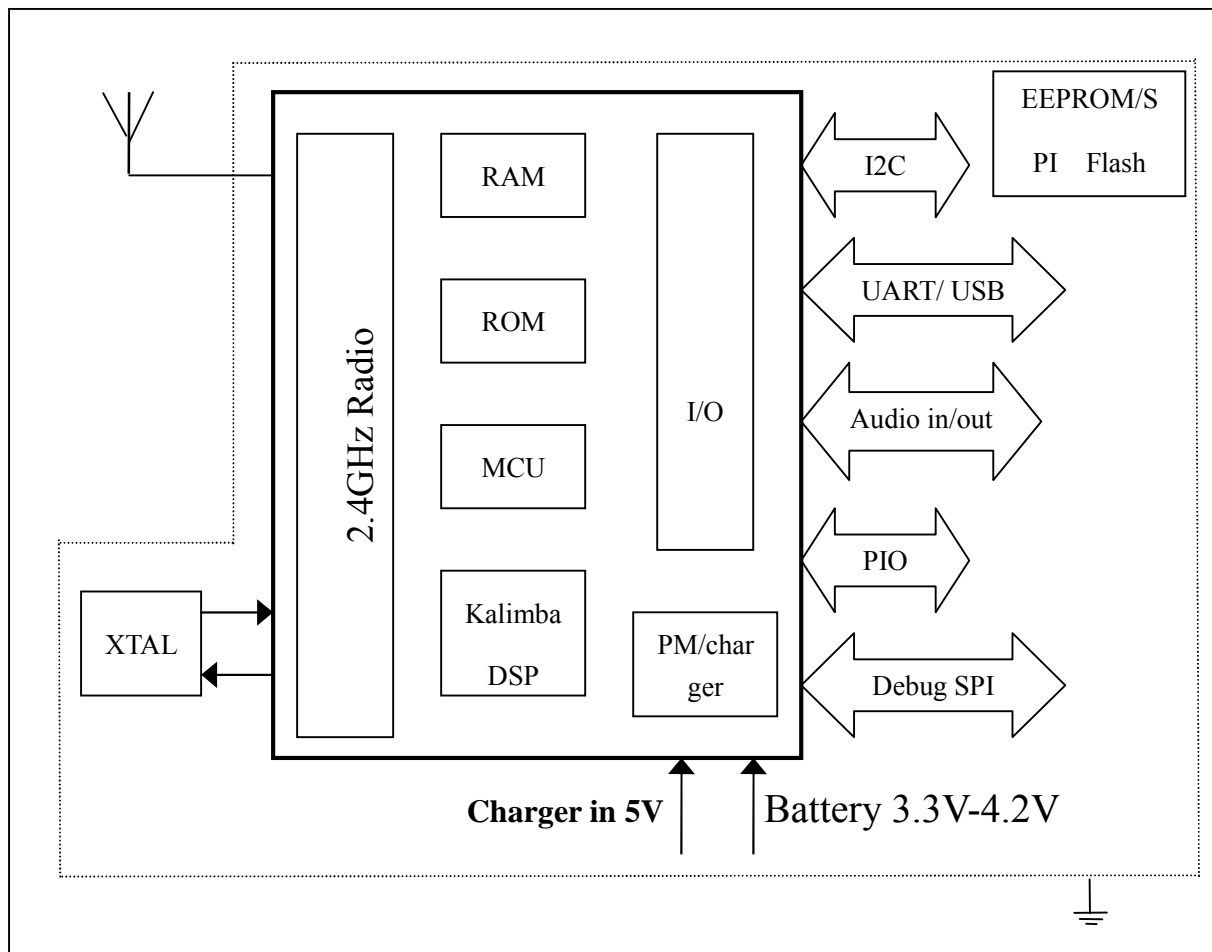 EEPROM/S
PI Flash
RAM
I2C
ROM
UART/ USB
2.4GHz Radio
I/O
Audio in/out
MCU
PIO
XTAL
Kalimba
DSP
PM/char
ger
Debug SPI
Charger in 5V
Battery 3.3V-4.2V